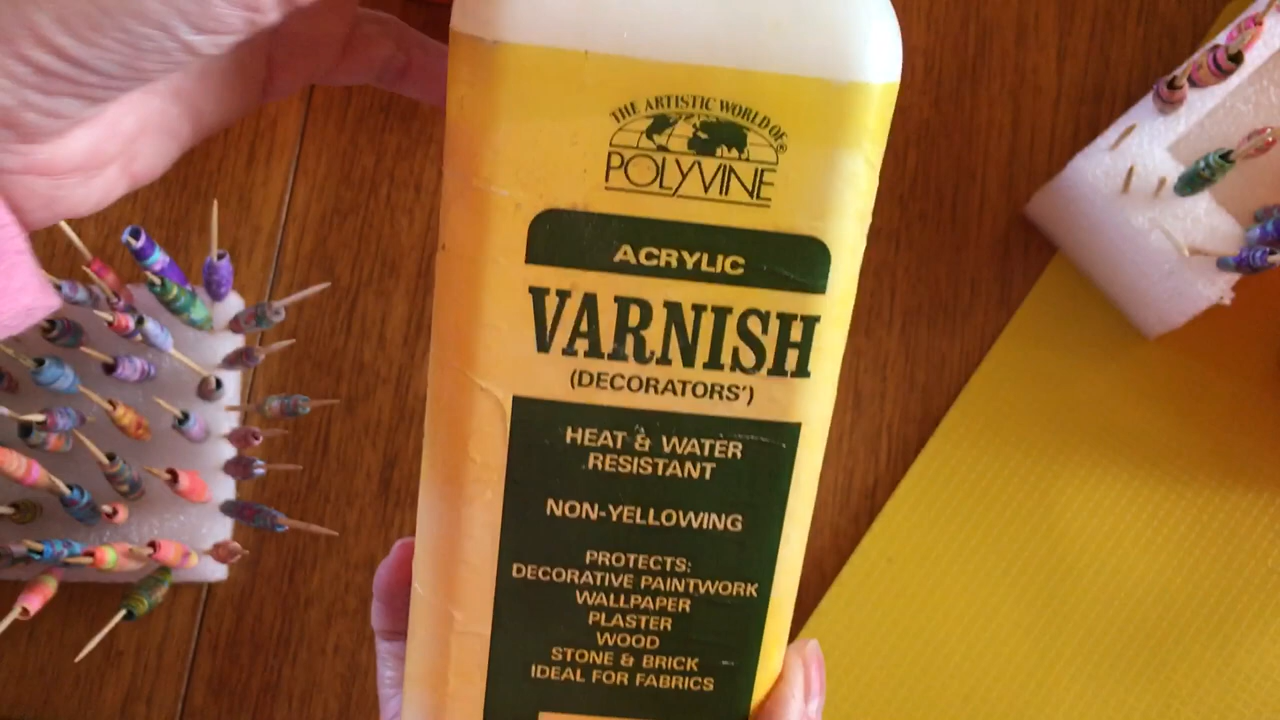 THE ARTISTIC WORLD OF®
POLYVINE
ACRYLIC
VARNISH
(DECORATORS')
HEAT & WATER
RESISTANT
NON-YELLOWING
PROTECTS:
DECORATIVE PAINTWORK
WALLPAPER
PLASTER
WOOD
STONE & BRICK
IDEAL FOR FABRICS